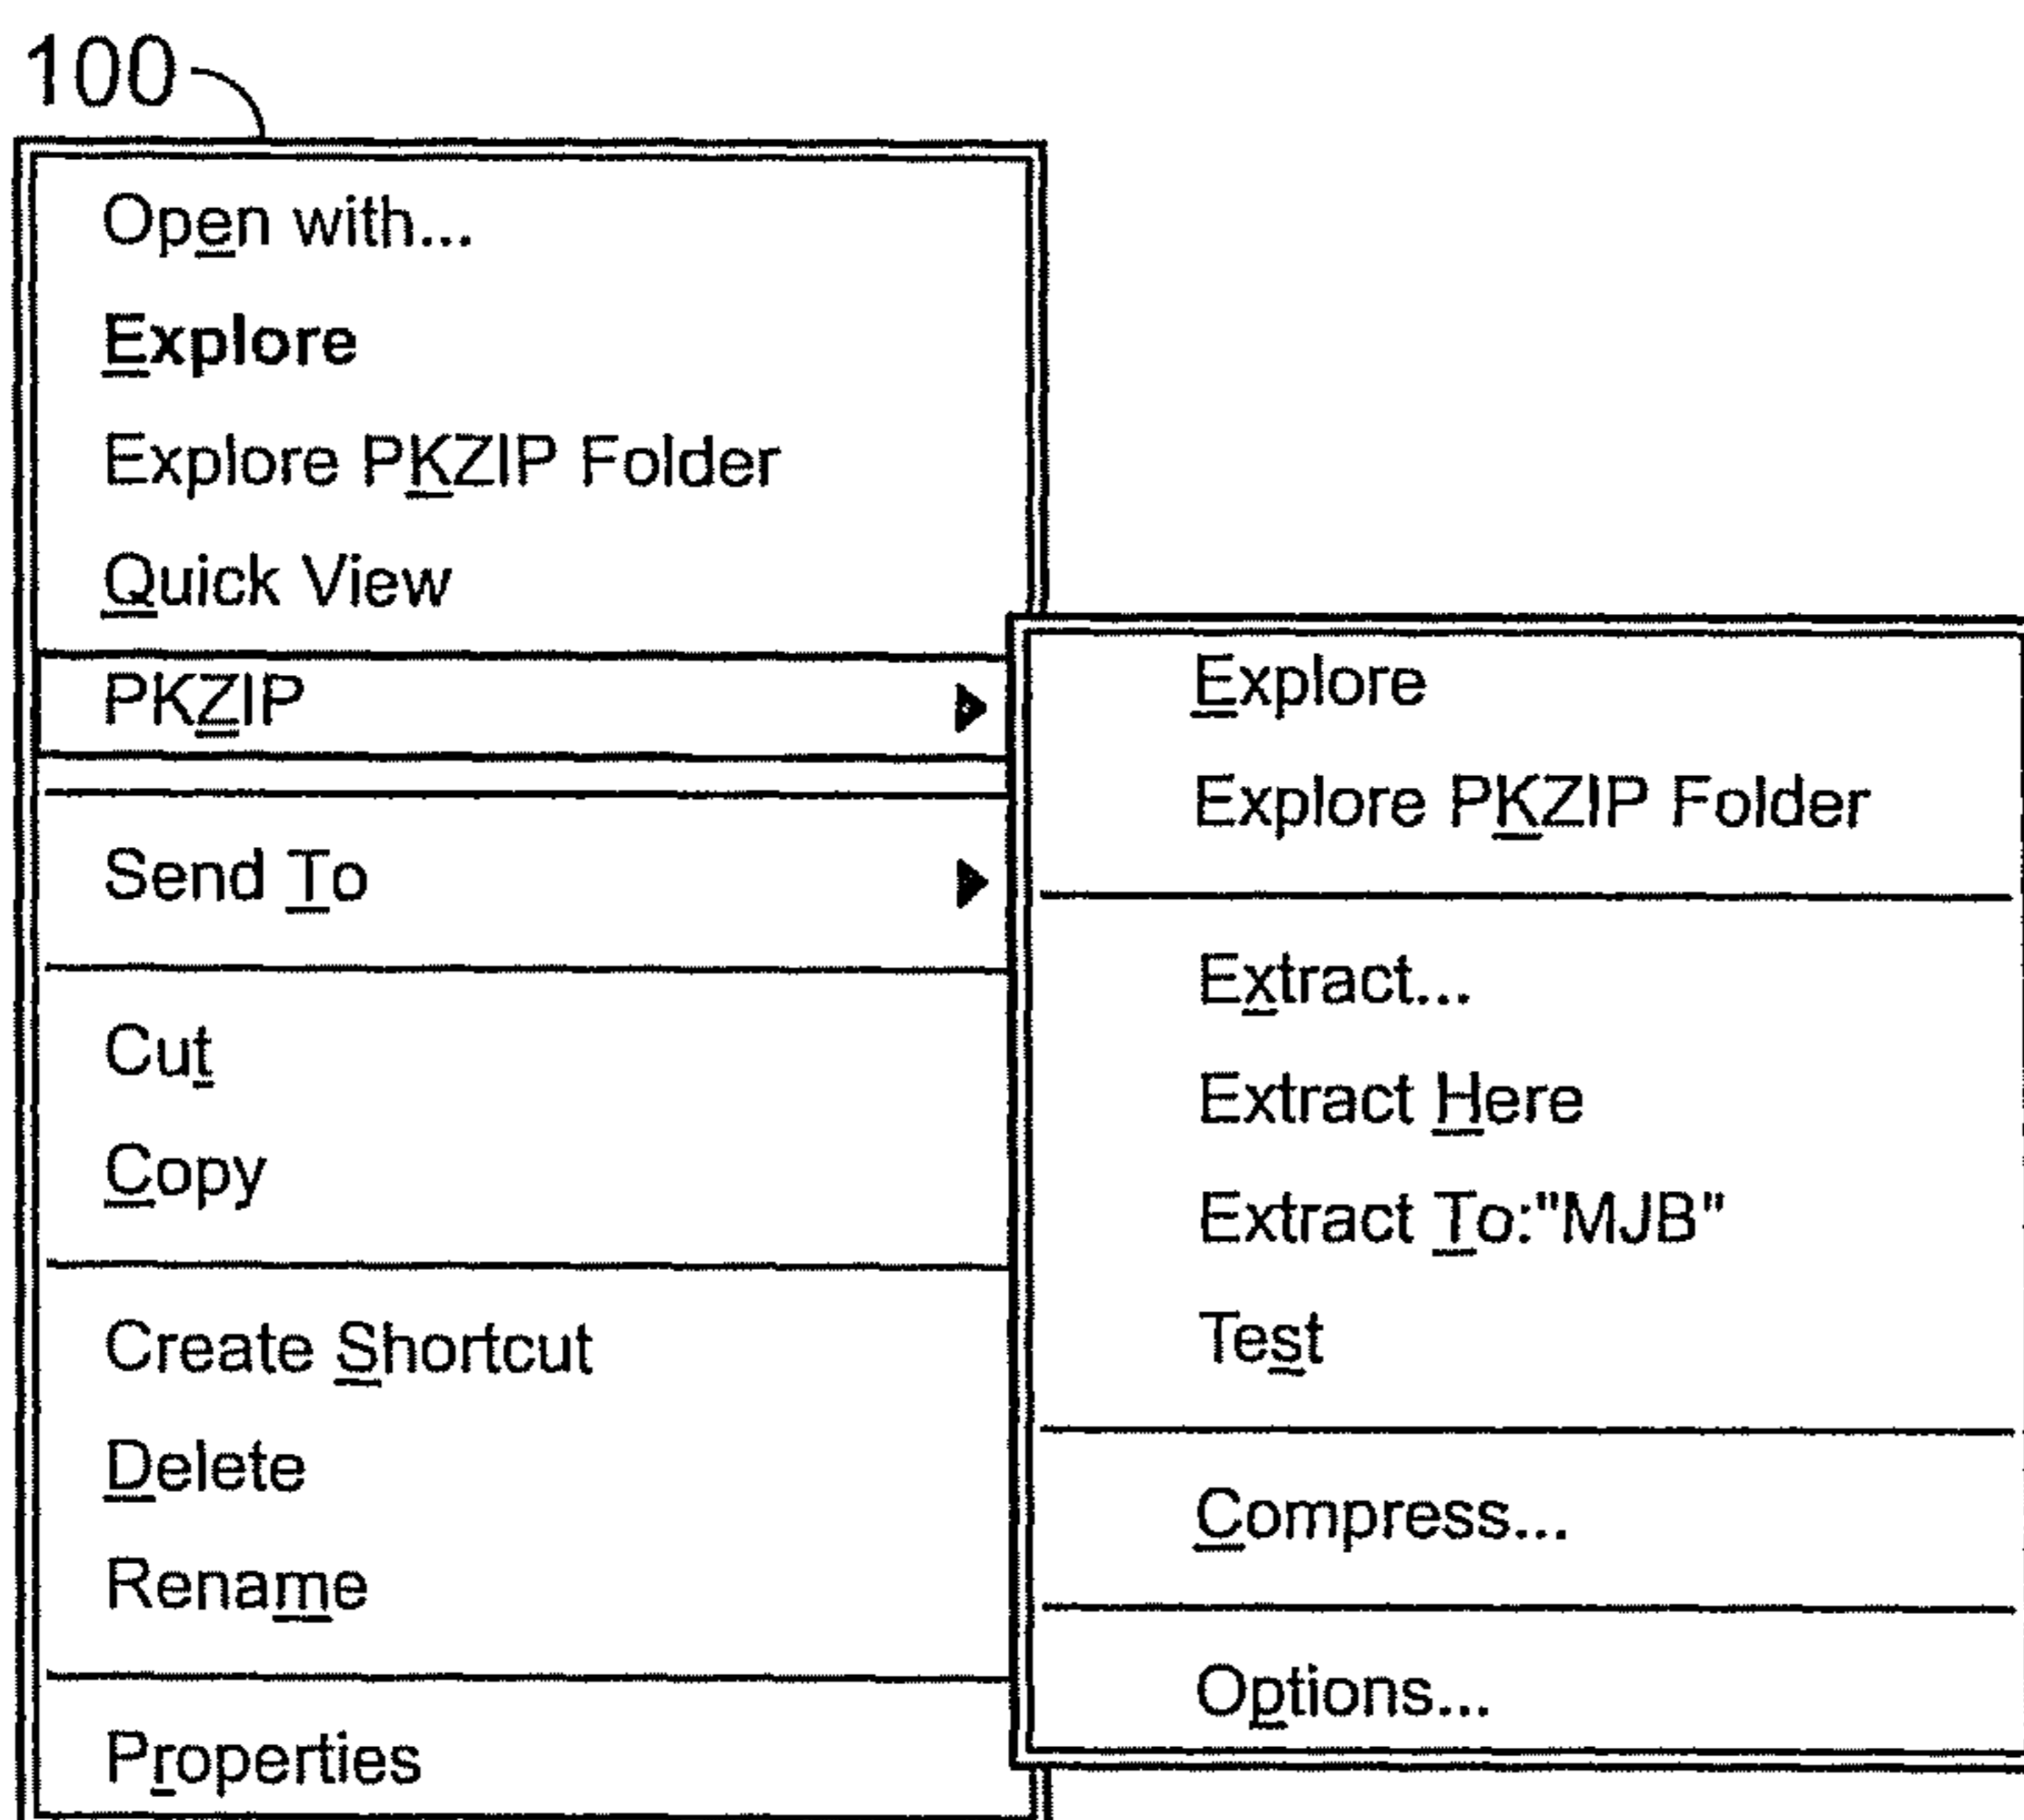 100
Open with...
Explore
Explore PKZIP Folder
Quick View
PKZIP
Send To
Cut
Copy
Create Shortcut
Delete
Rename
Properties
Explore
Explore PKZIP Folder
Extract...
Extract Here
Extract To:"MJB"
Test
Compress...
Options...